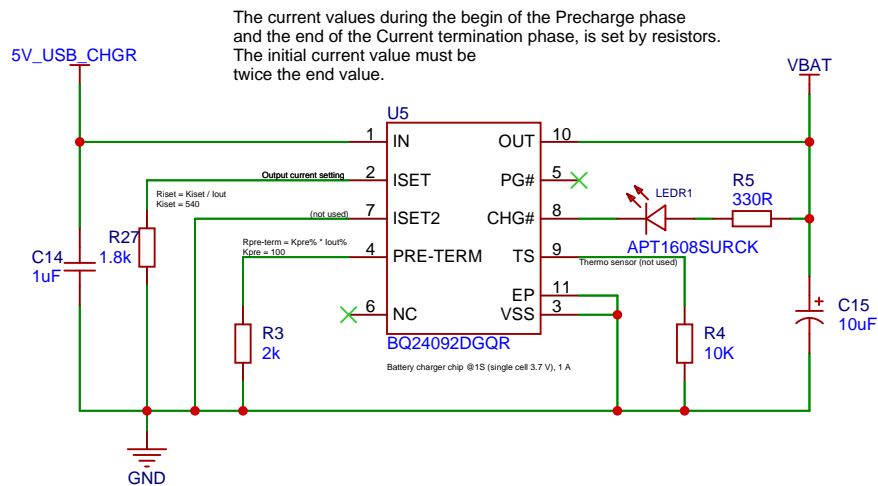 The current values during the begin of the Precharge phase
and the end of the Current termination phase, is set by resistors.
The initial current value must be
twice the end value.
5V_USB_CHGR
VBAT
U5
1 IN
OUT 10
2 ISET
PG# 5
7 ISET2
CHG# 8
4 PRE-TERM
TS 9
EP 11
6 NC
VSS 3
BQ24092DGQR
Battery charger chip @1S (single cell 3.7 V), 1 A
Output current setting
Riset = Kiset / Iout
Kiset = 540
(not used)
Rpre-term = Kpre% * Iout%
Kpre = 100
Thermo sensor (not used)
LEDR1
APT1608SURCK
R5
330R
C14
1uF
R27
1.8k
R3
2k
R4
10K
C15
10uF
+
GND